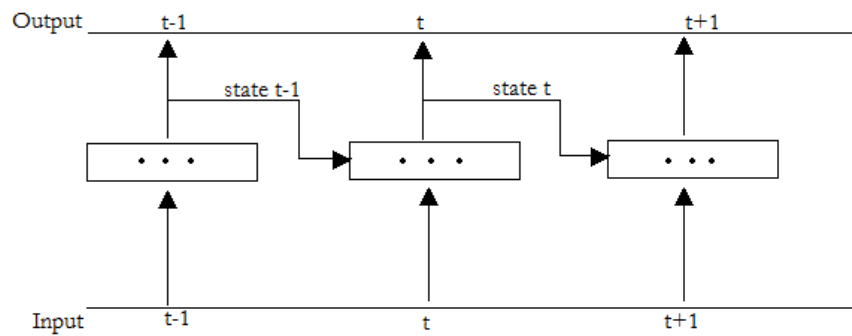 Output t-1 t t+1
state t-1 state t
• • • • • • • • •
Input t-1 t t+1